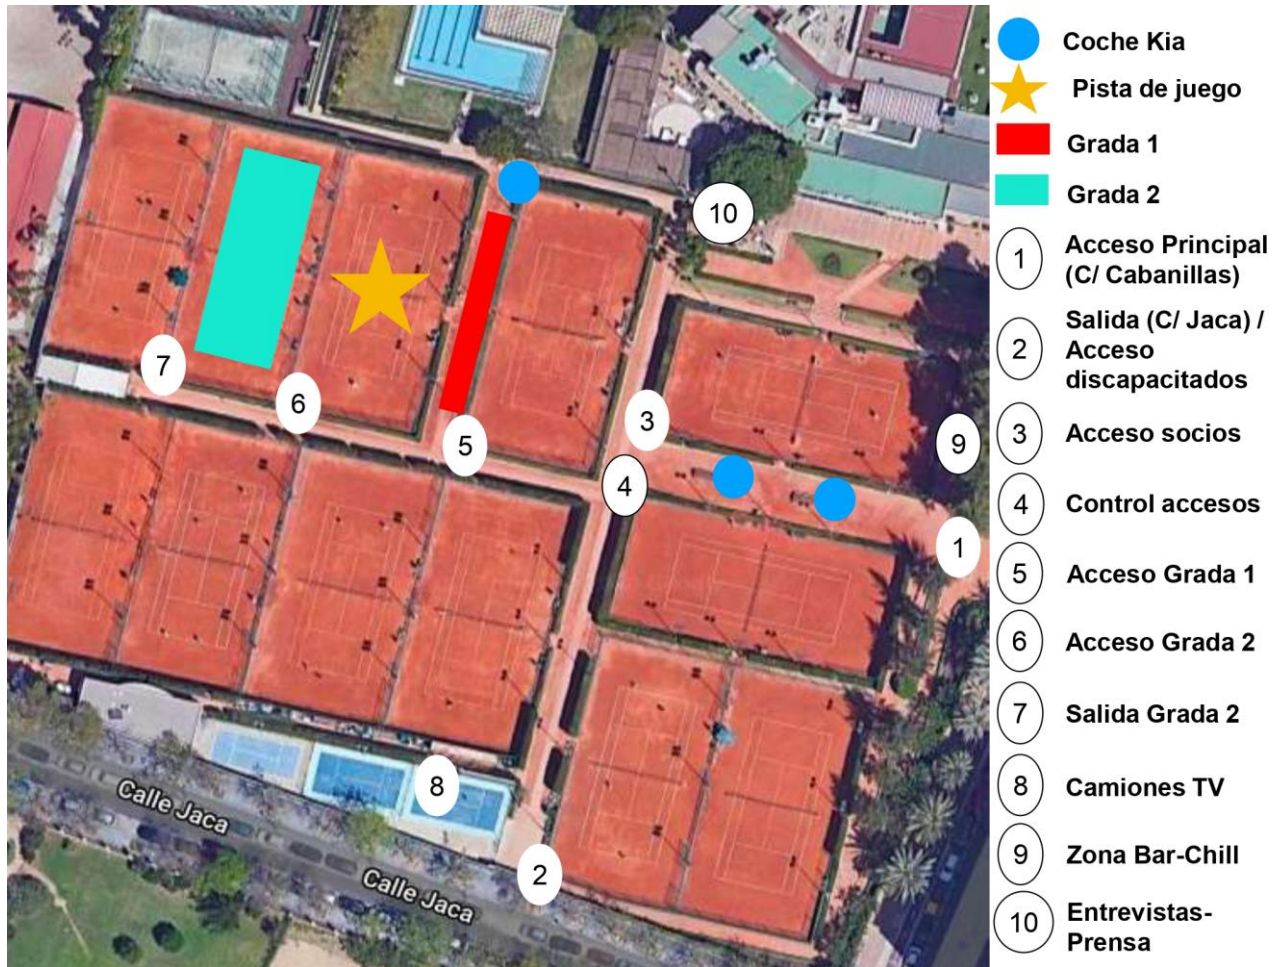 Coche Kia
Pista de juego
Grada 1
Grada 2
1
Acceso Principal
(C/ Cabanillas)
2
Salida (C/ Jaca) /
Acceso
discapacitados
3
Acceso socios
4
Control accesos
5
Acceso Grada 1
6
Acceso Grada 2
7
Salida Grada 2
8
Camiones TV
9
Zona Bar-Chill
10
Entrevistas-
Prensa
10
7
6
3
5
9
4
1
8
2
Calle Jaca
Calle Jaca